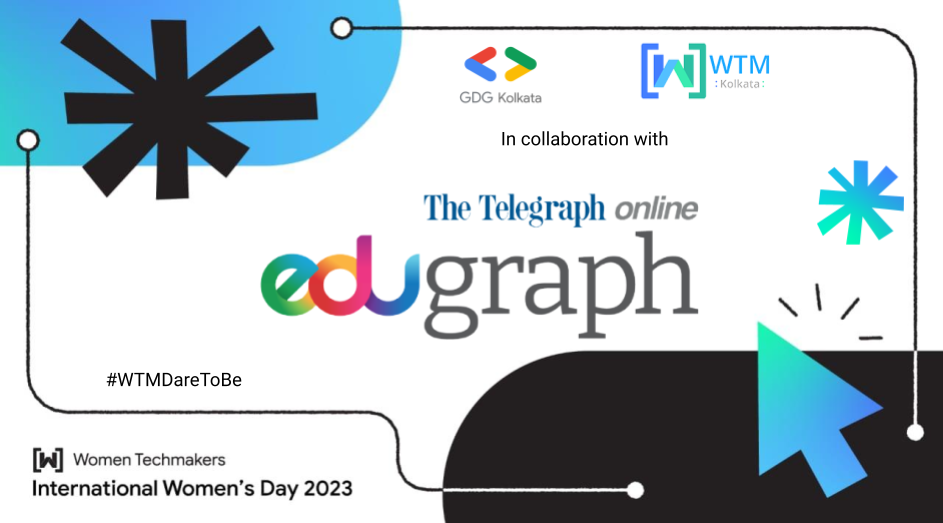 GDG Kolkata
WTM
:Kolkata:
In collaboration with
The Telegraph online
edugraph
#WTMDareToBe
[W] Women Techmakers
International Women's Day 2023